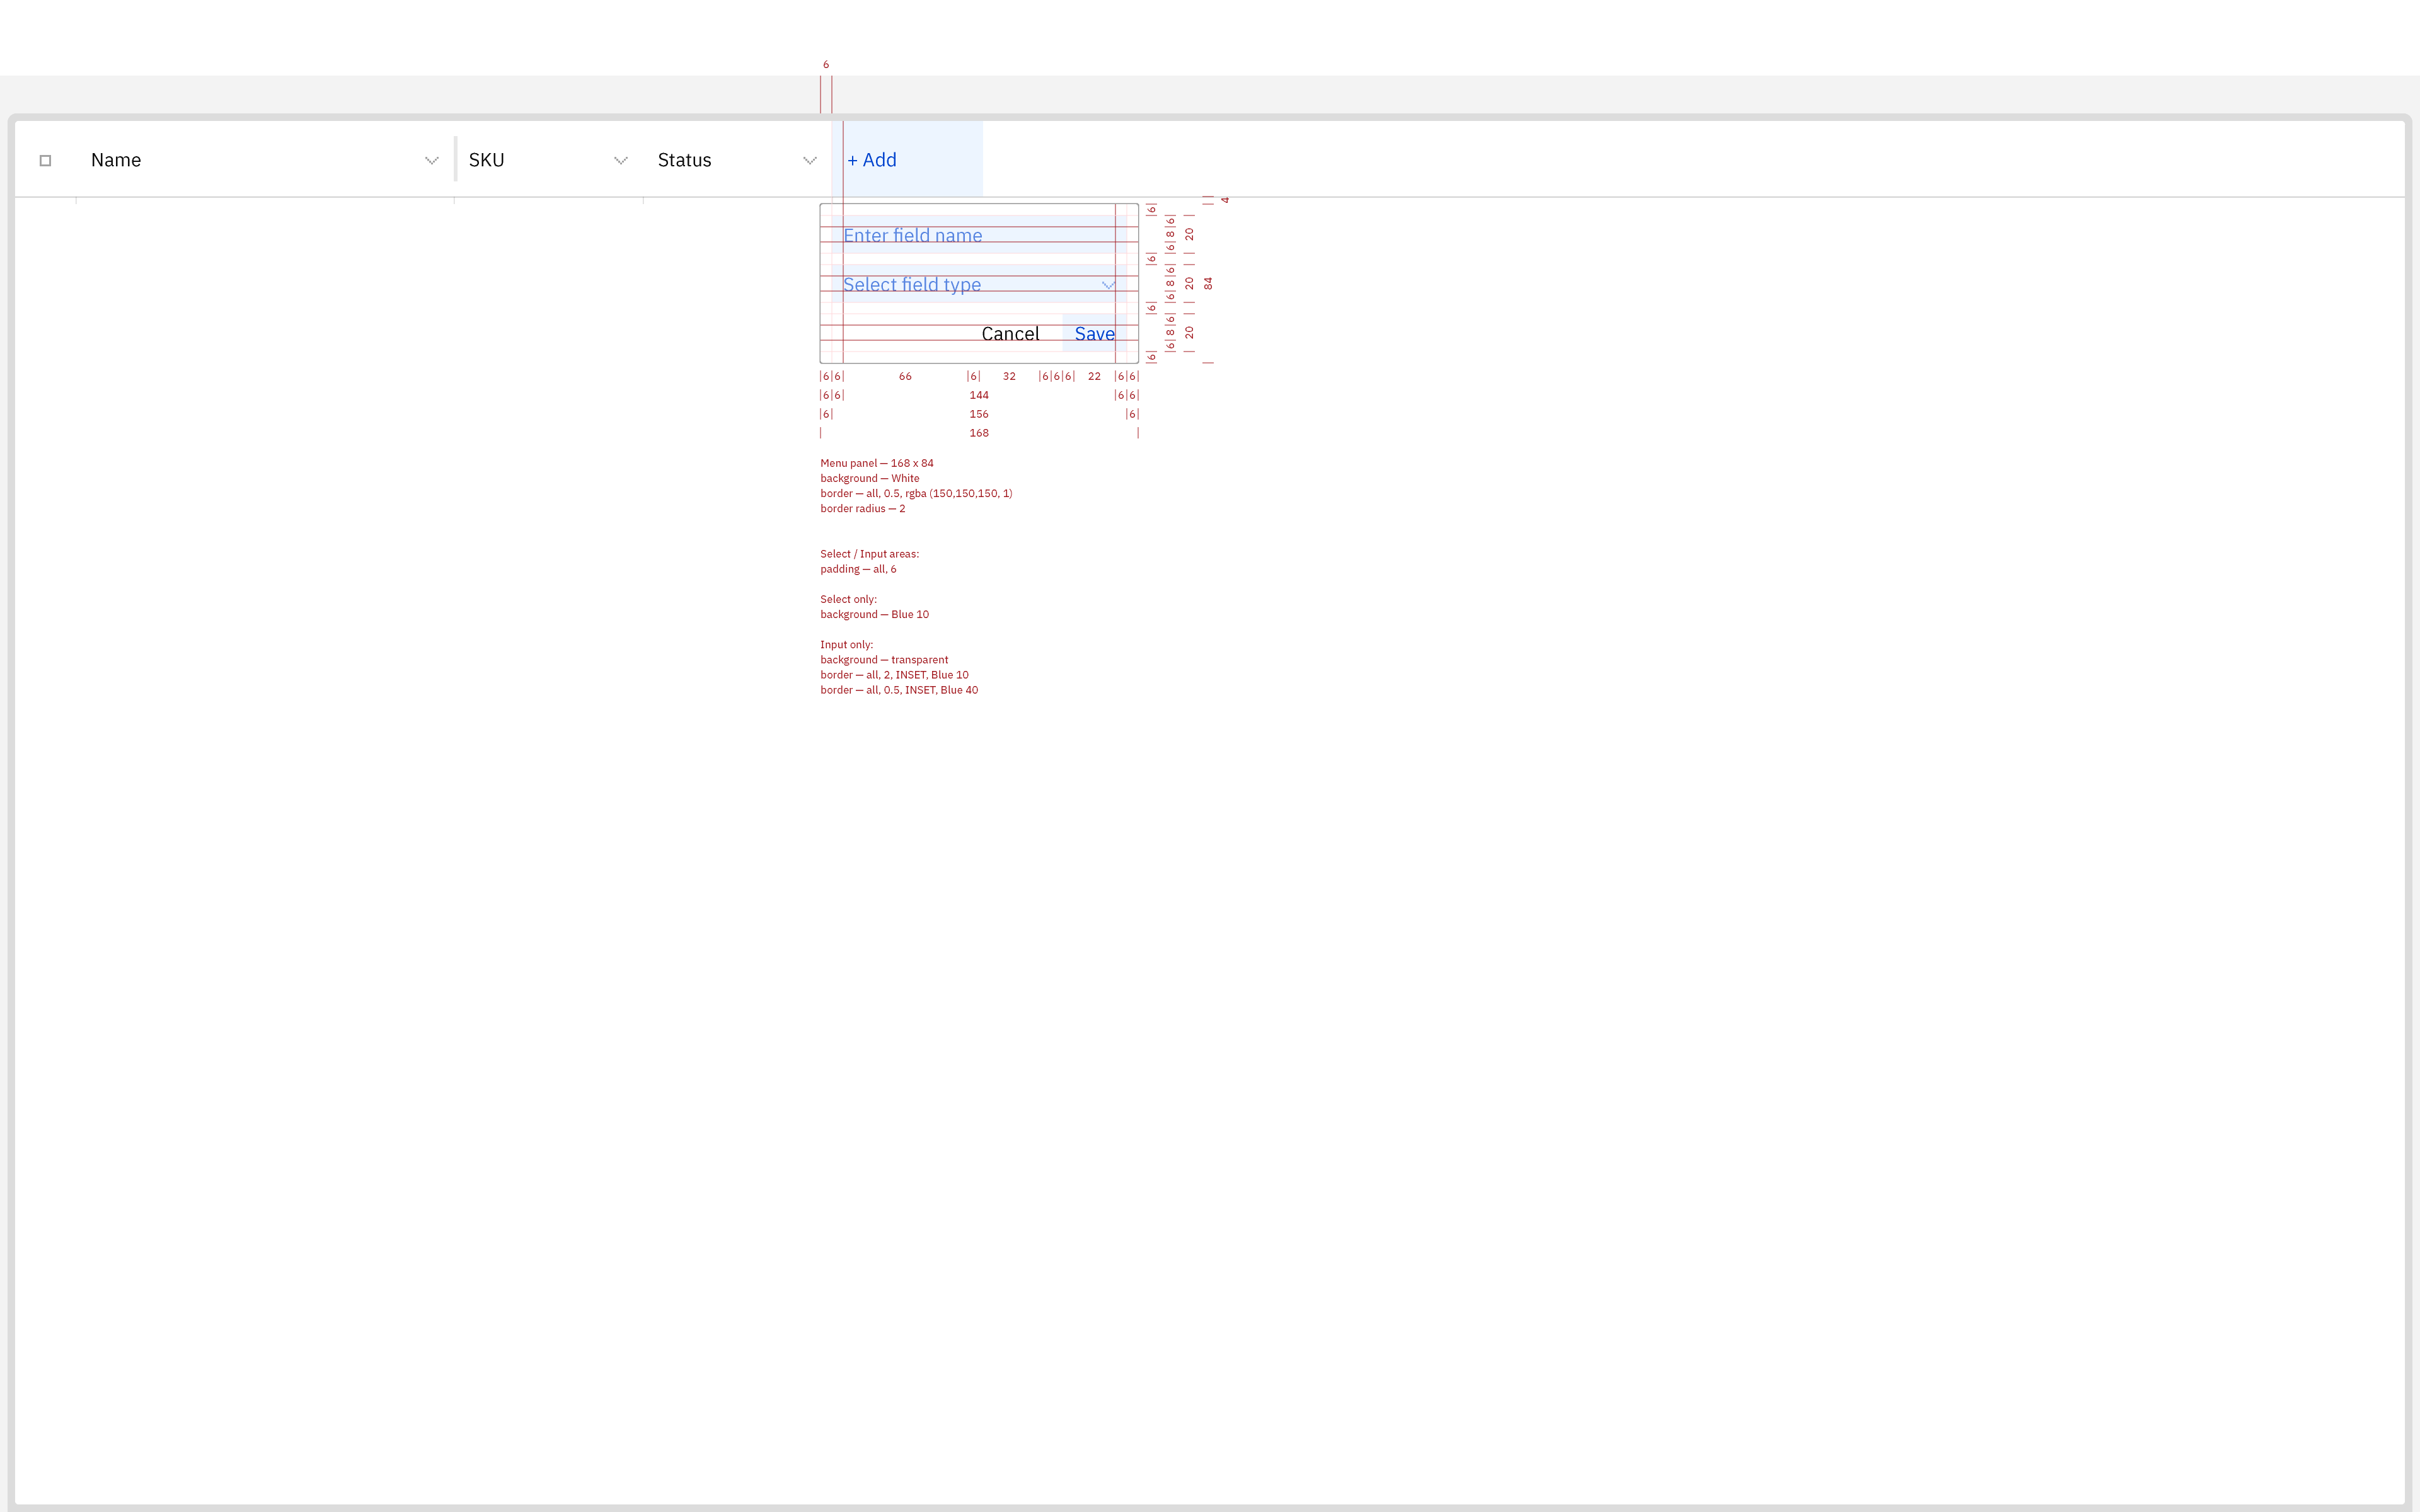 6
Name SKU Status + Add
4
6
6 8 6 20
Enter field name
6
6 8 6 20 84
Select field type
6
6 8 6 20
Cancel Save
6
6 6 66 6 32 6 6 6 22 6 6
6 6 144 6 6
6 156 6
168
Menu panel — 168 x 84
background — White
border — all, 0.5, rgba (150,150,150, 1)
border radius — 2
Select / Input areas:
padding — all, 6
Select only:
background — Blue 10
Input only:
background — transparent
border — all, 2, INSET, Blue 10
border — all, 0.5, INSET, Blue 40